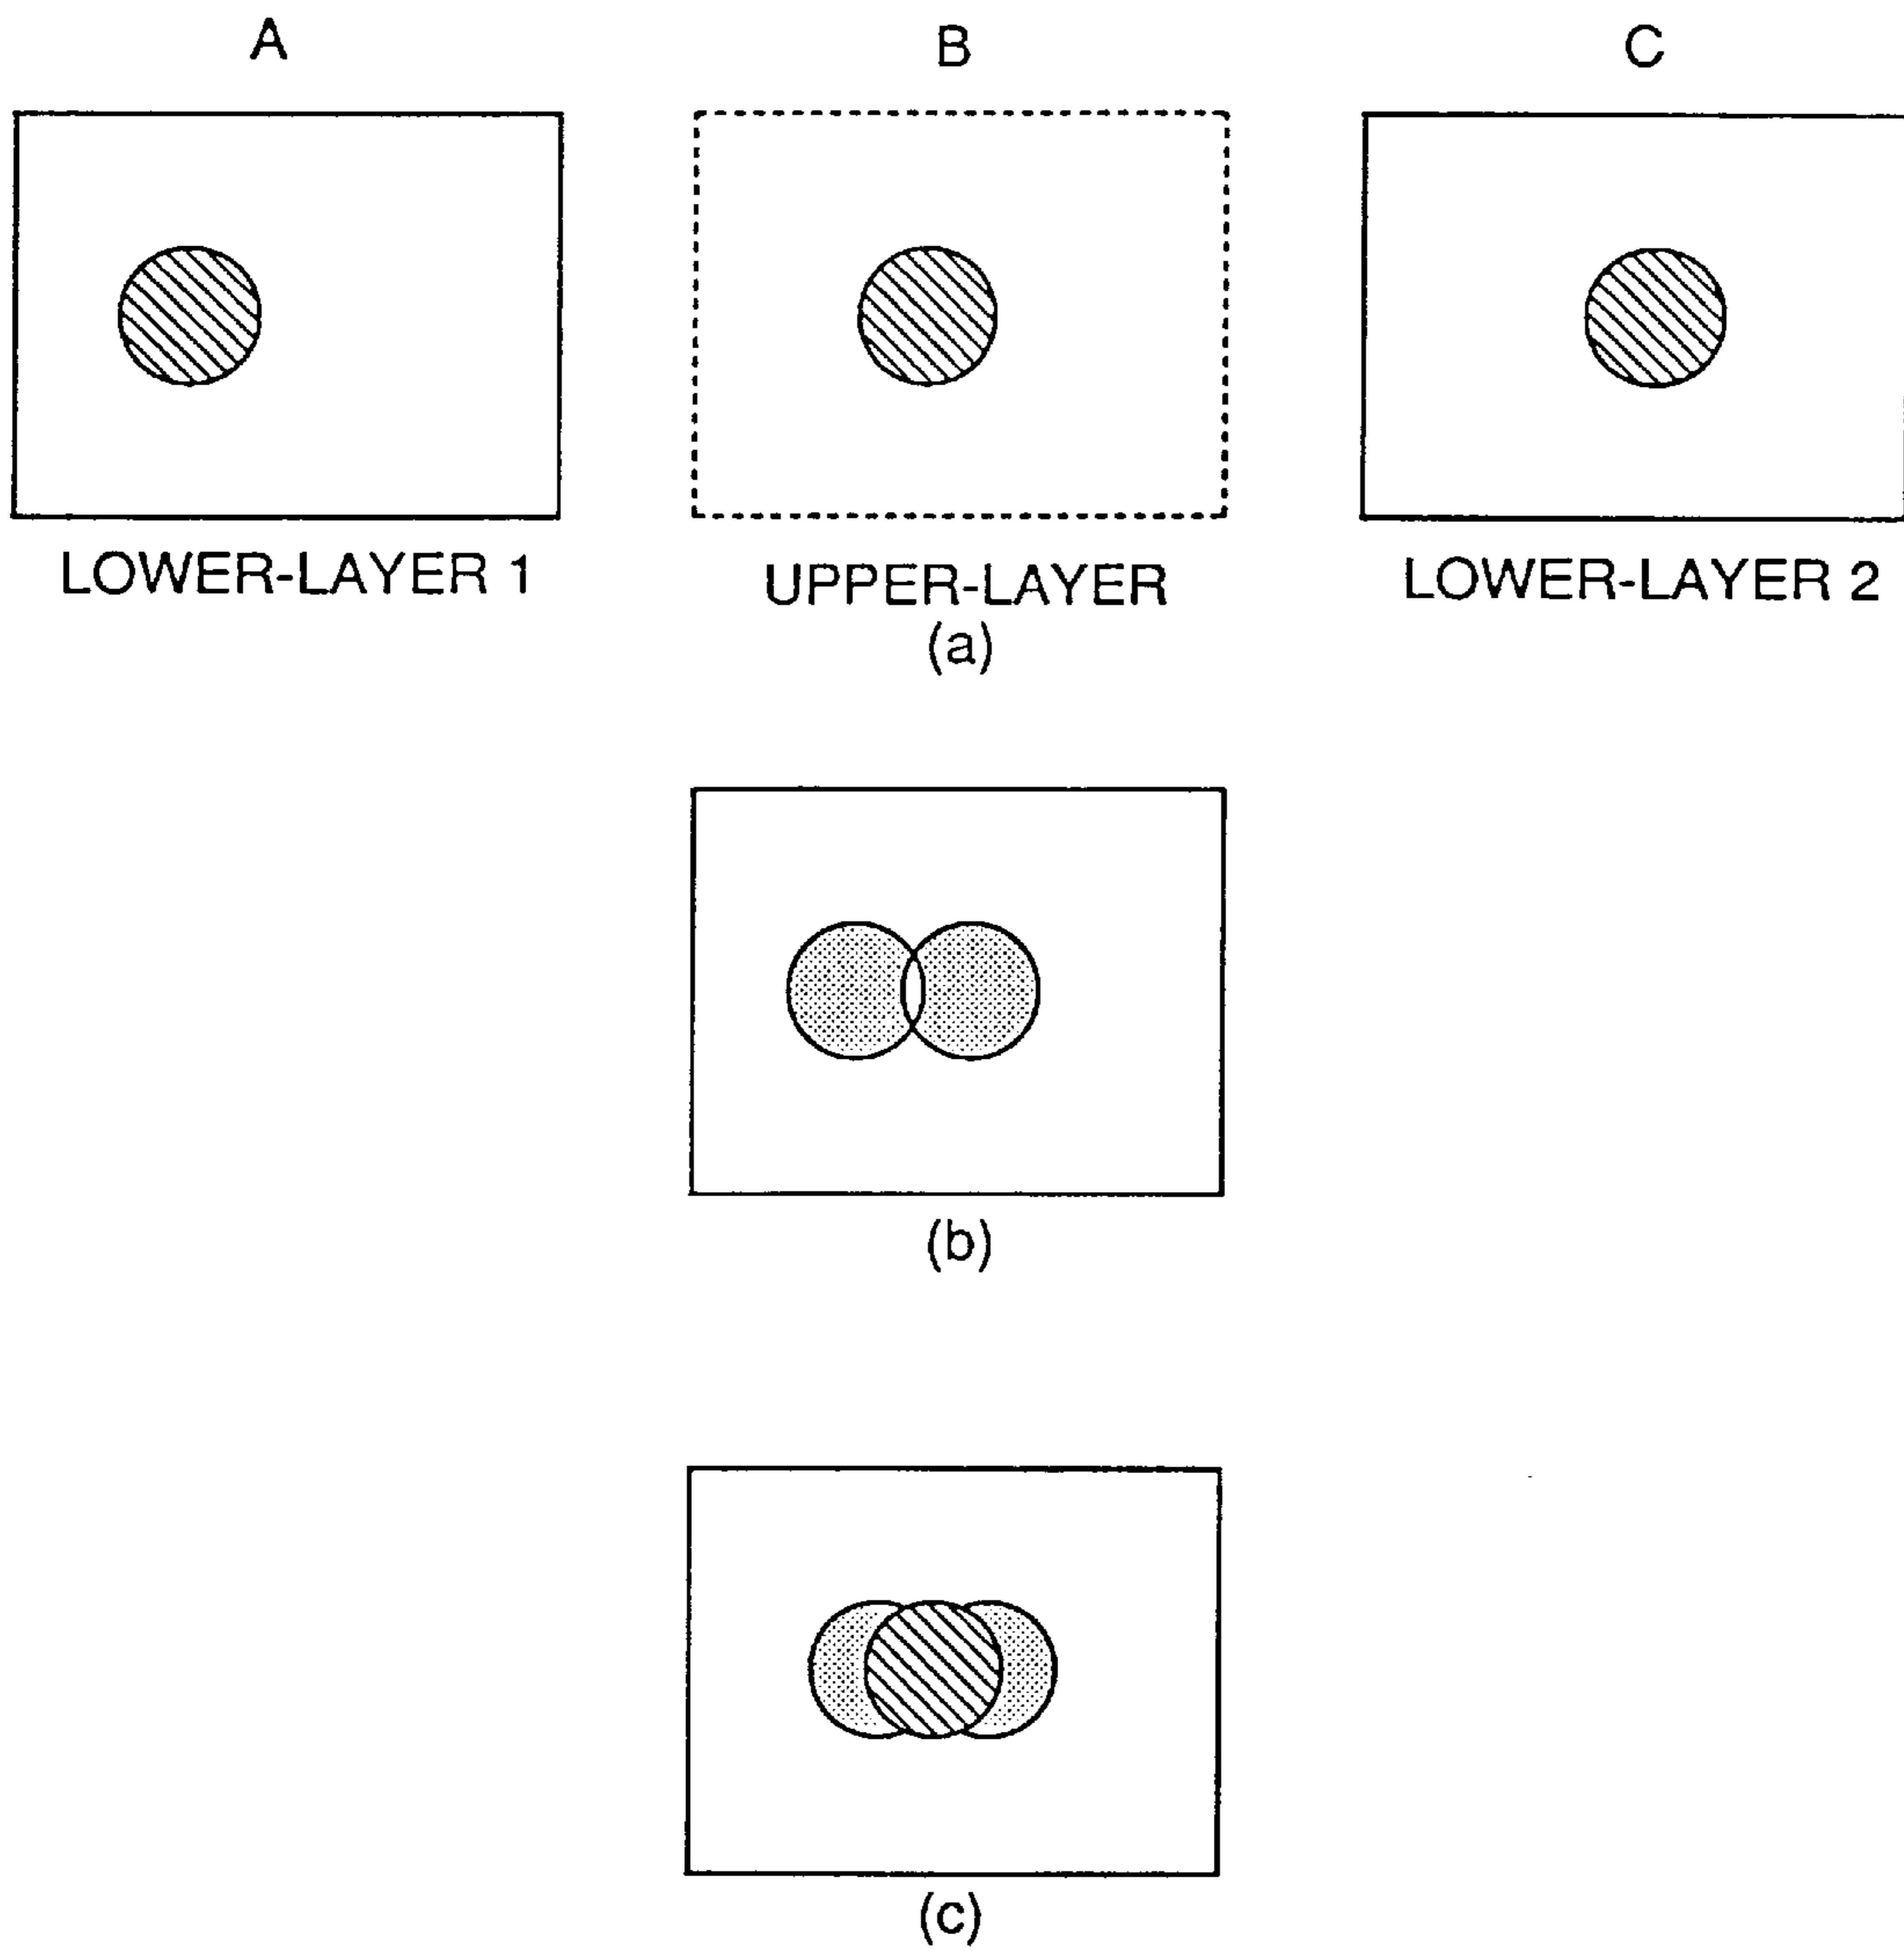 A
B
C
LOWER-LAYER 1
UPPER-LAYER
LOWER-LAYER 2
(a)
(b)
(c)